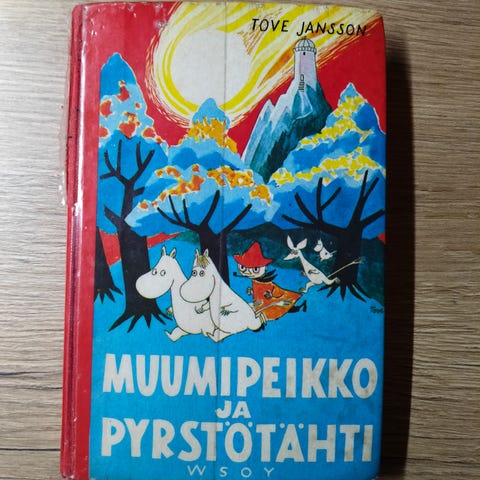 TOVE JANSSON
MUUMIPEIKKO
JA
PYRSTÖTÄHTI
WSOY